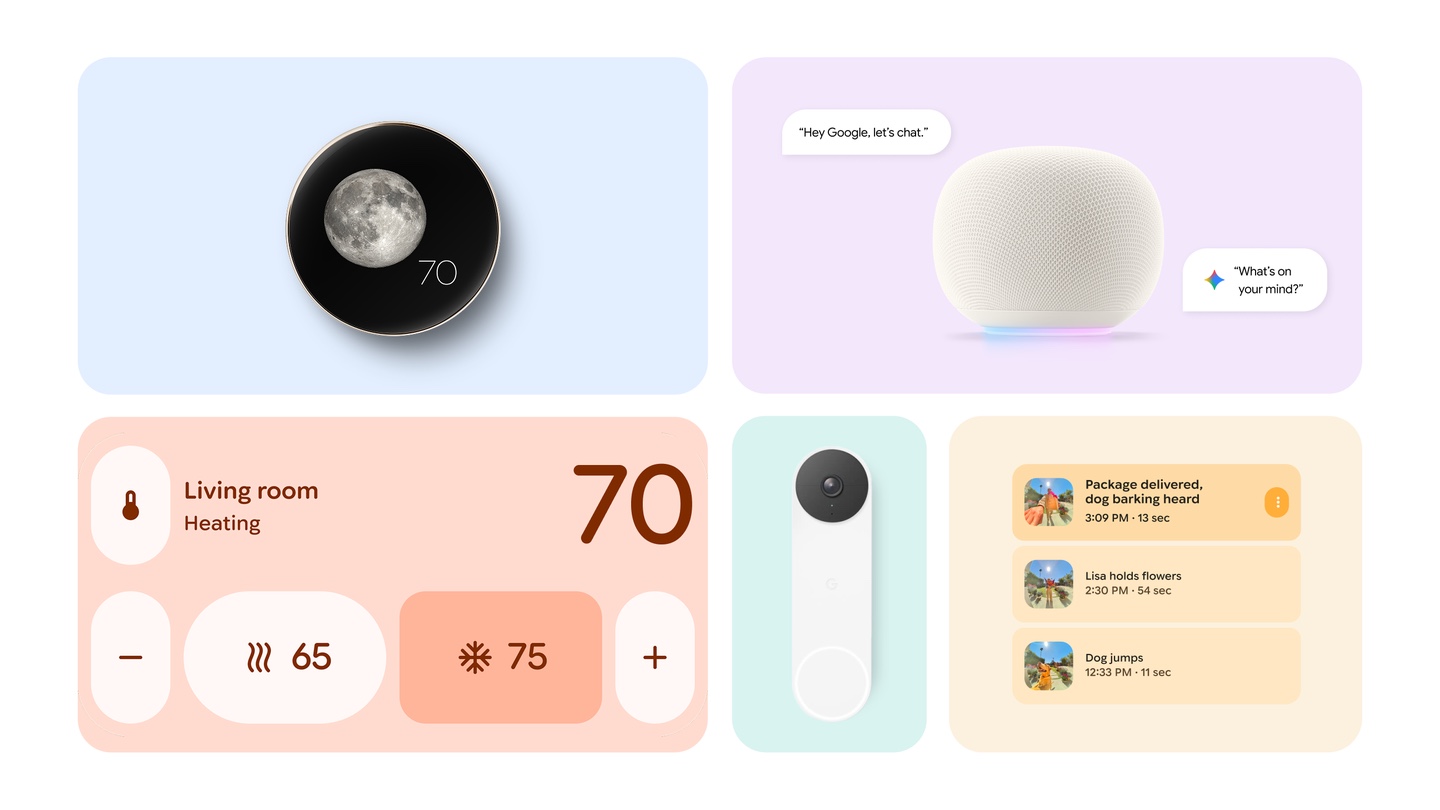 70
“Hey Google, let’s chat.”
“What’s on
your mind?”
Living room
Heating
70
65
75
G
Package delivered,
dog barking heard
3:09 PM · 13 sec
Lisa holds flowers
2:30 PM · 54 sec
Dog jumps
12:33 PM · 11 sec